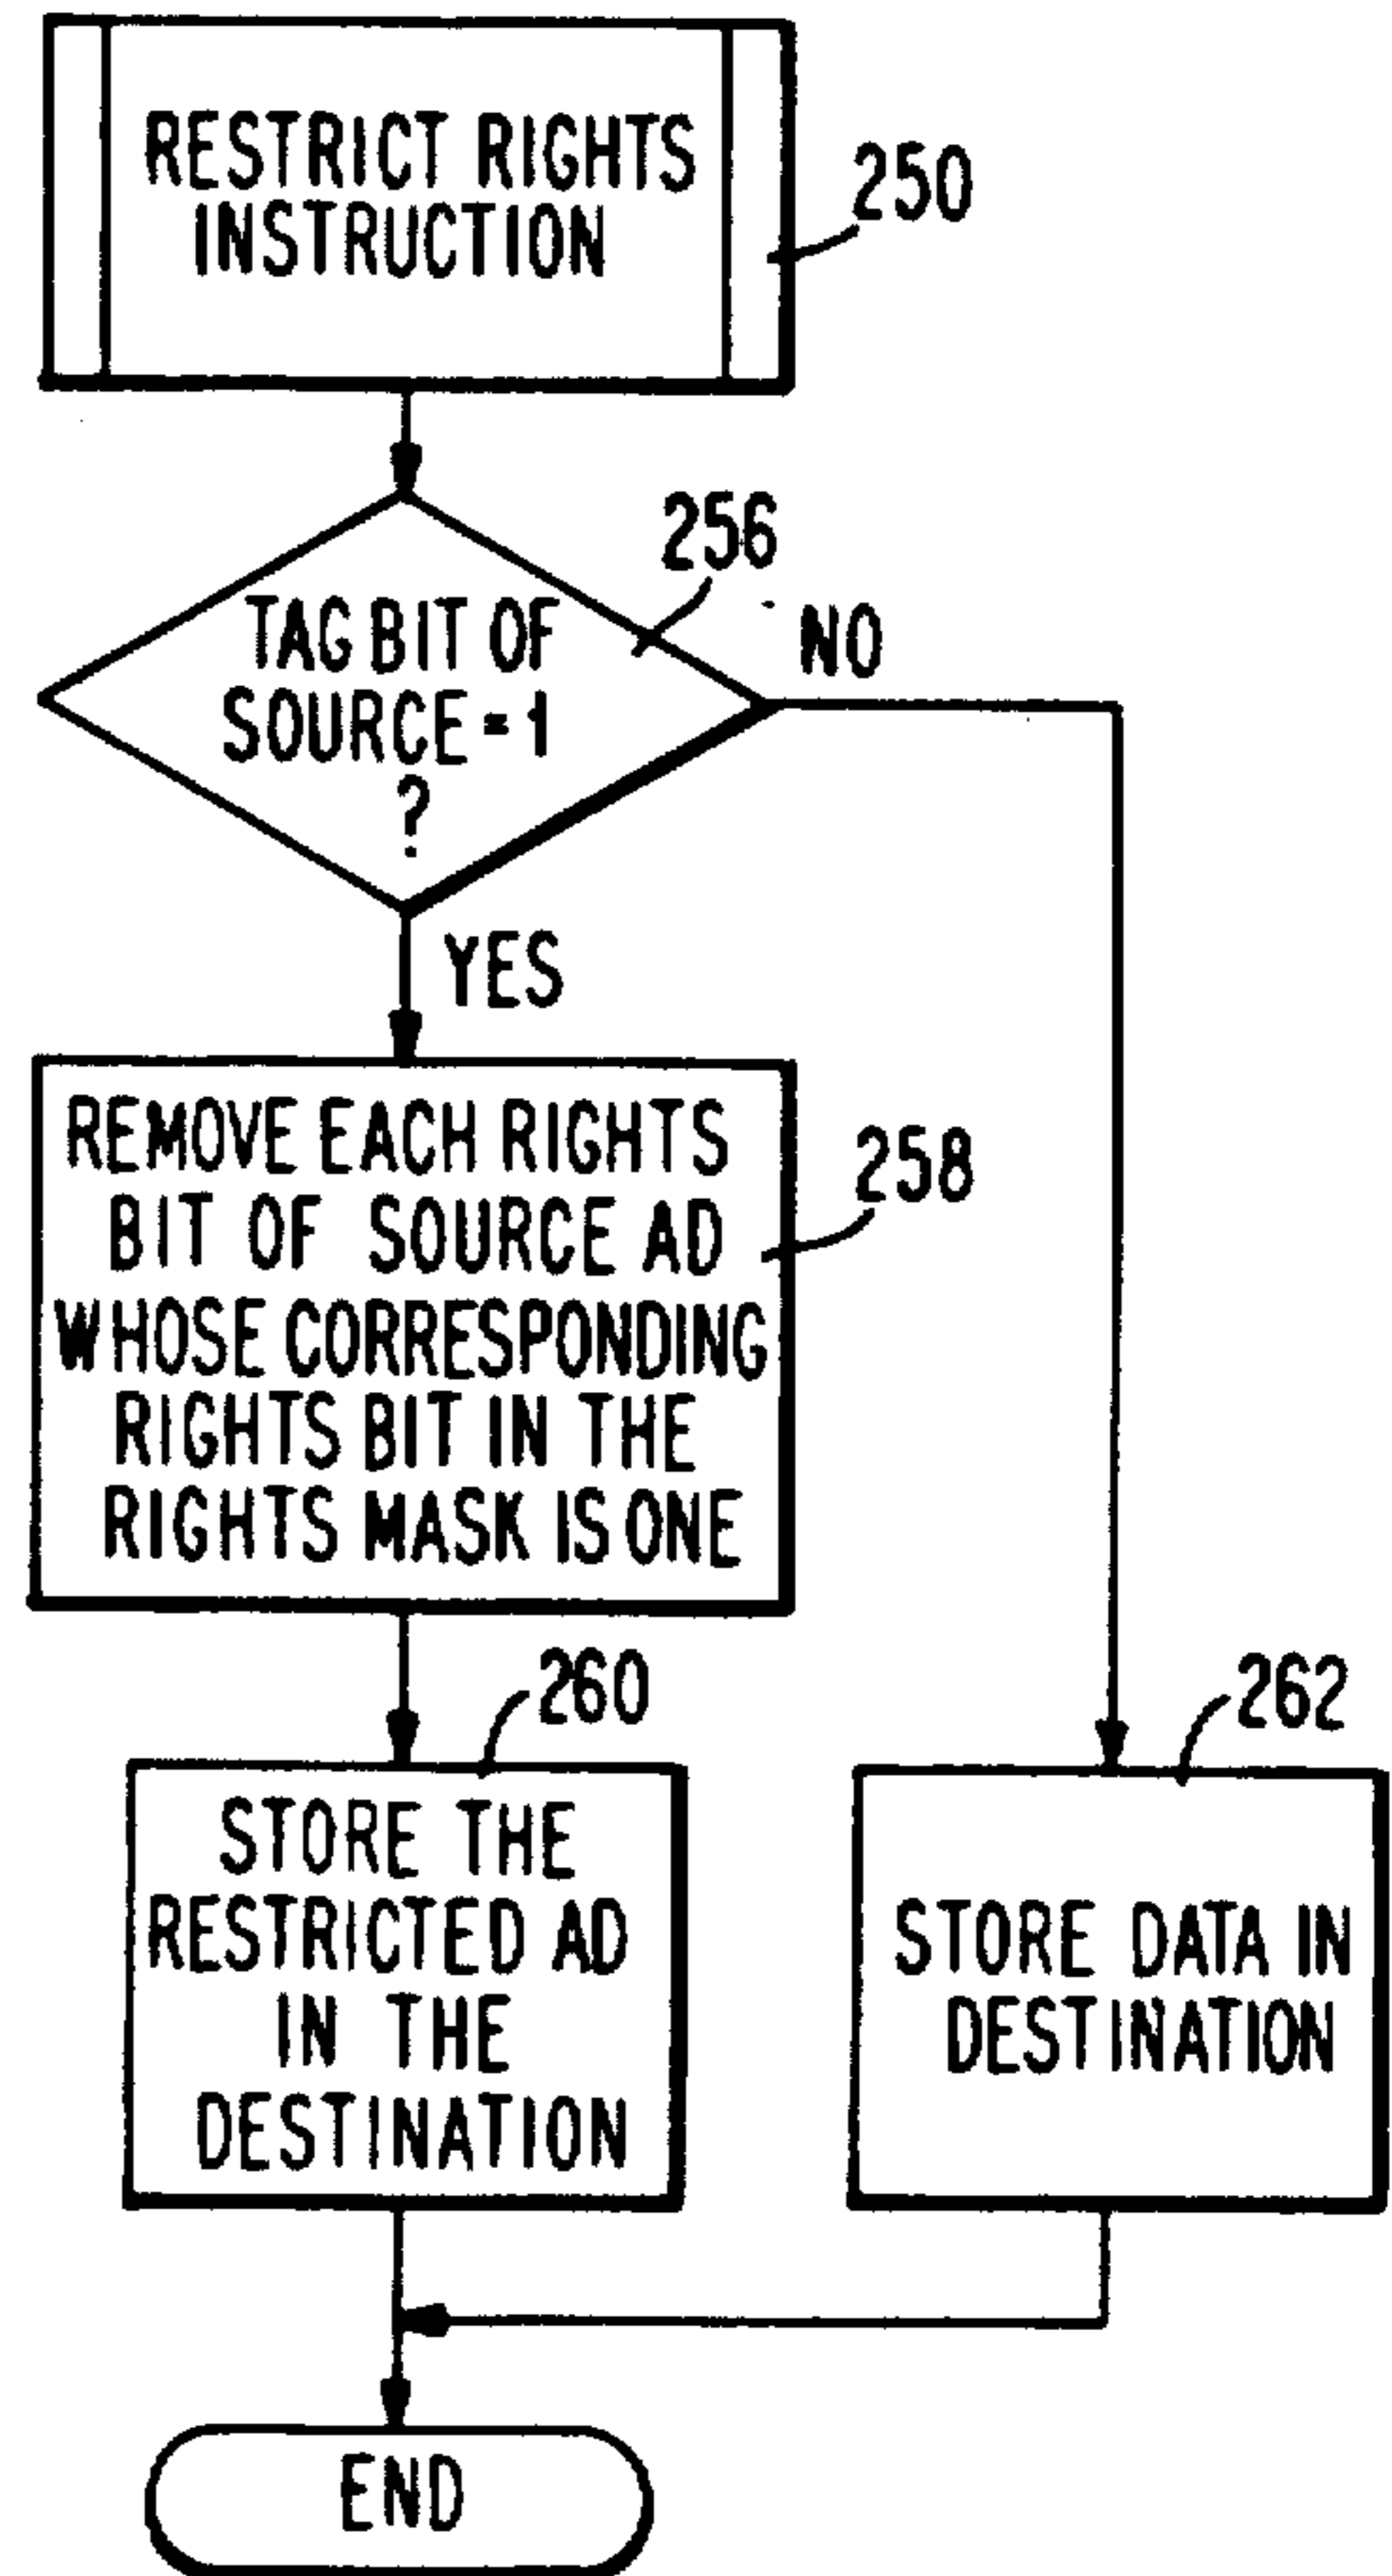 RESTRICT RIGHTS
INSTRUCTION
250
256
TAG BIT OF
SOURCE = 1
?
NO
YES
REMOVE EACH RIGHTS
BIT OF SOURCE AD
WHOSE CORRESPONDING
RIGHTS BIT IN THE
RIGHTS MASK IS ONE
258
260
STORE THE
RESTRICTED AD
IN THE
DESTINATION
262
STORE DATA IN
DESTINATION
END